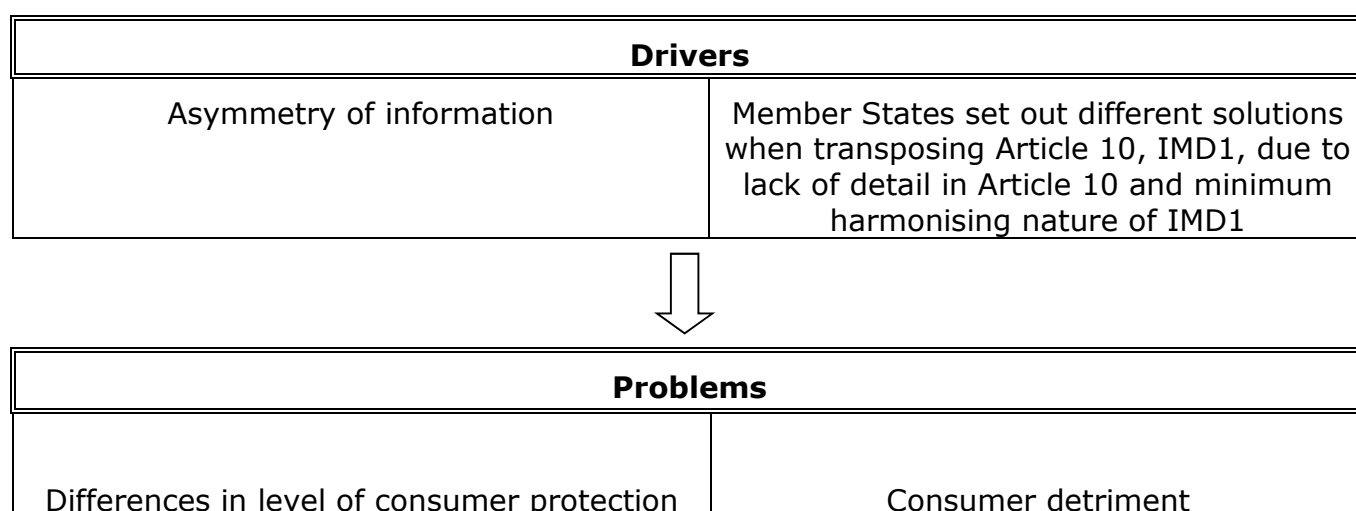 Drivers
Asymmetry of information
Member States set out different solutions
when transposing Article 10, IMD1, due to
lack of detail in Article 10 and minimum
harmonising nature of IMD1
Problems
Differences in level of consumer protection
Consumer detriment